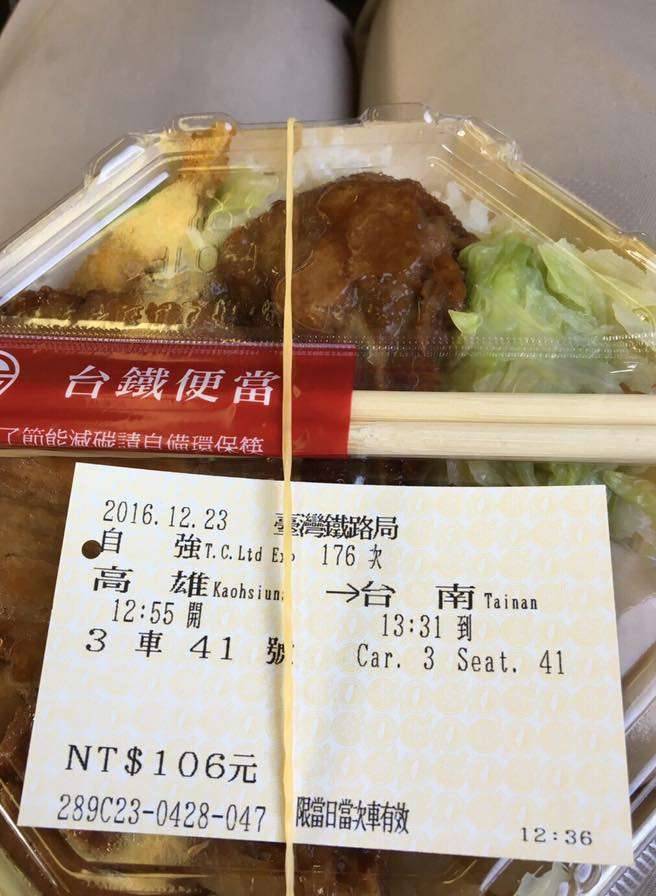 台鐵便當
了節能減碳請自備環保筷
2016.12.23 臺灣鐵路局
自強 T.C.Ltd Ex 176 次
高雄 Kaohsiun →台南 Tainan
12:55 開 13:31 到
3 車 41 號 Car. 3 Seat. 41
NT$106元
289C23-0428-047 限當日當次車有效 12:36